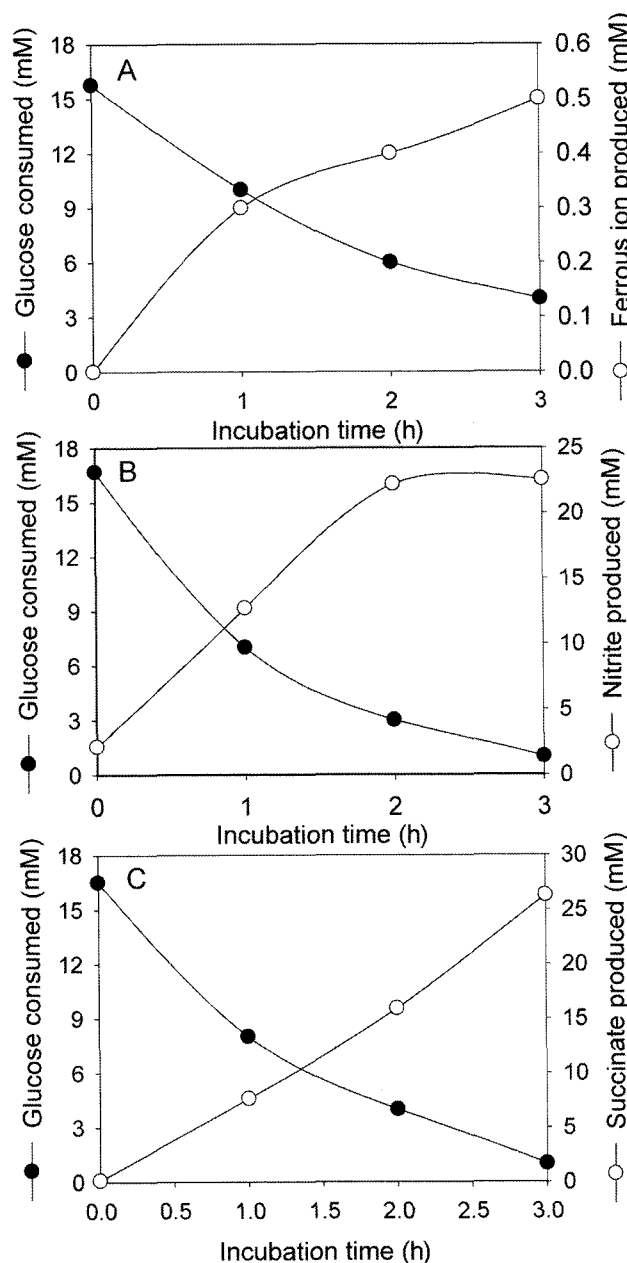 A
Glucose consumed (mM)
18
15
12
9
6
3
0
0.6
0.5
0.4
0.3
0.2
0.1
0.0
Ferrous ion produced (mM)
0 1 2 3
Incubation time (h)
B
Glucose consumed (mM)
18
15
12
9
6
3
0
25
20
15
10
5
0
Nitrite produced (mM)
0 1 2 3
Incubation time (h)
C
Glucose consumed (mM)
18
15
12
9
6
3
0
30
25
20
15
10
5
0
Succinate produced (mM)
0.0 0.5 1.0 1.5 2.0 2.5 3.0
Incubation time (h)